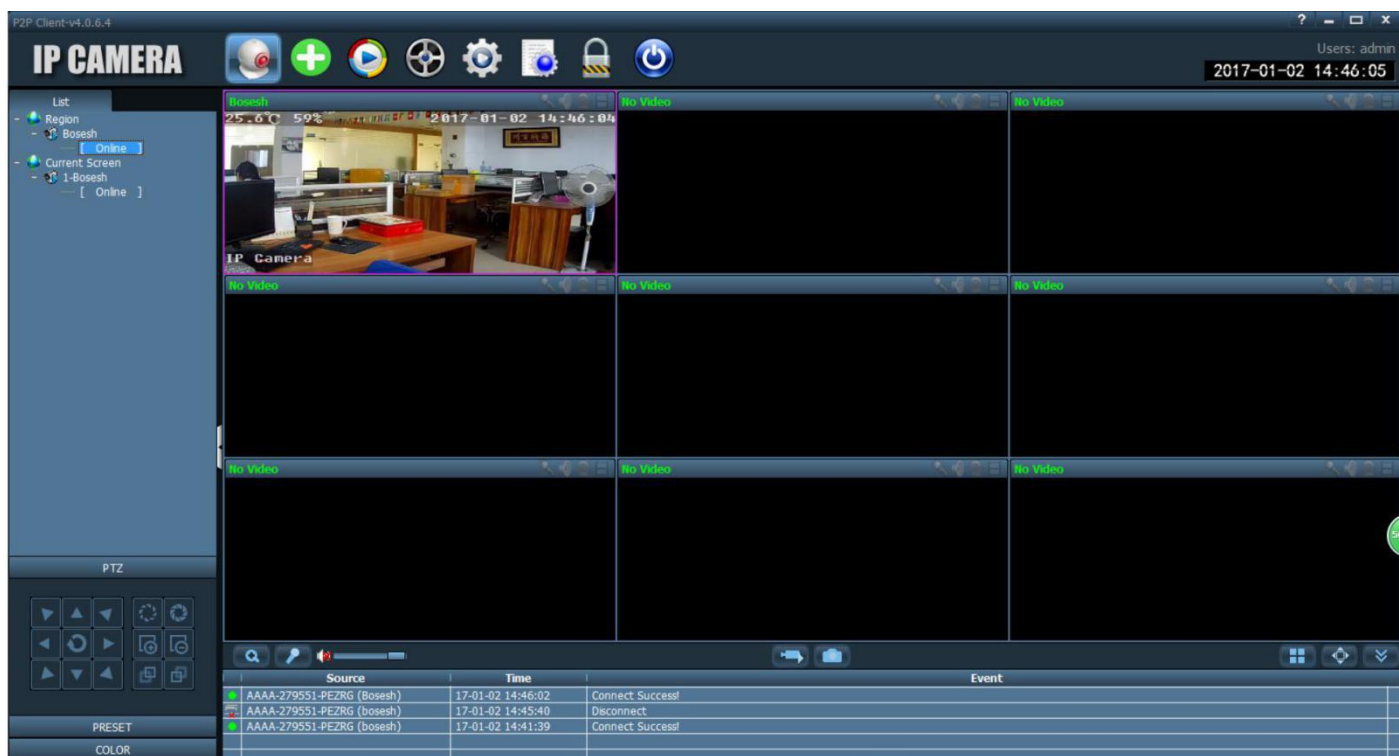 P2P Client-v4.0.6.4
?
IP CAMERA
Users: admin
2017-01-02 14:46:05
List
- Region
- Bosesh
[ Online ]
- Current Screen
- 1-Bosesh
[ Online ]
Bosesh
No Video
No Video
25.6℃ 59% 2017-01-02 14:46:04
IP Camera
No Video
No Video
No Video
No Video
No Video
No Video
PTZ
PRESET
COLOR
Source Time Event
AAAA-279551-PEZRG (Bosesh) 17-01-02 14:46:02 Connect Success!
AAAA-279551-PEZRG (bosesh) 17-01-02 14:45:40 Disconnect
AAAA-279551-PEZRG (bosesh) 17-01-02 14:41:39 Connect Success!